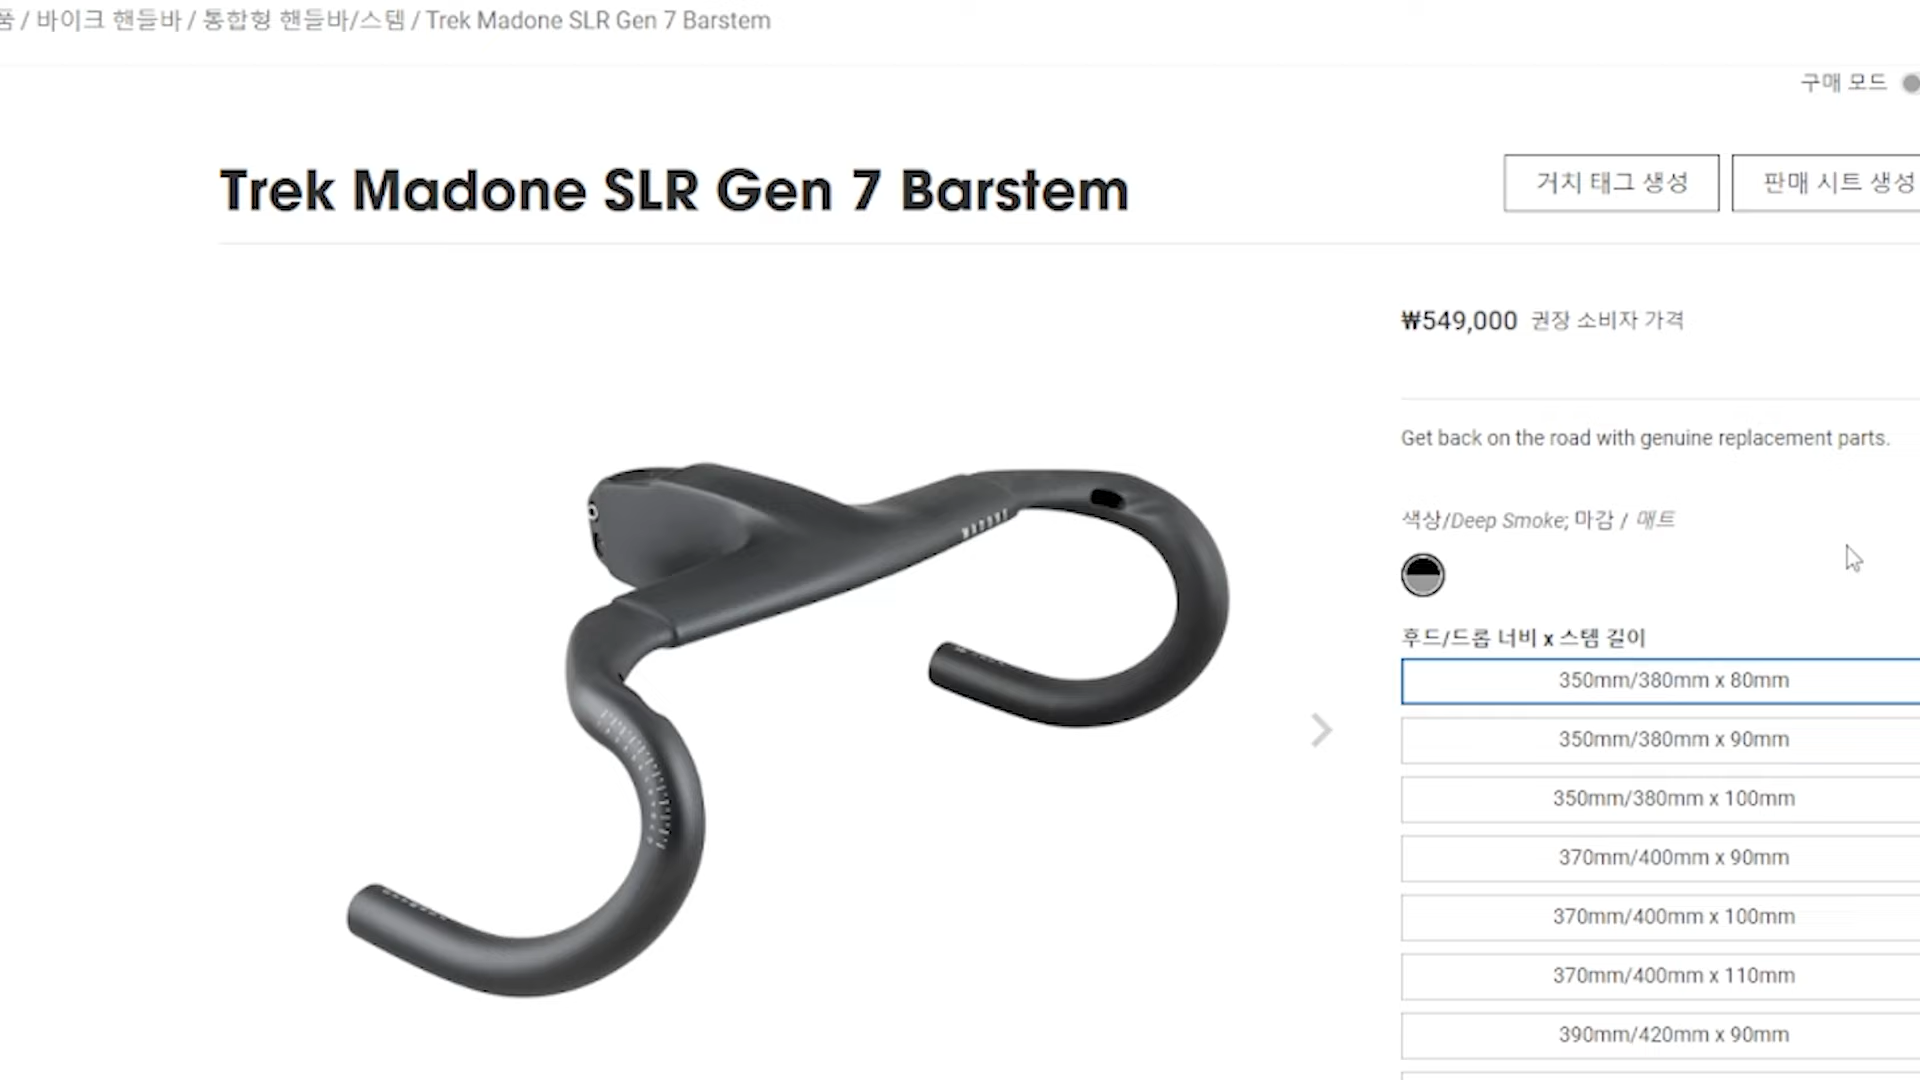 / 바이크 핸들바 / 통합형 핸들바/스템 / Trek Madone SLR Gen 7 Barstem
구매 모드
Trek Madone SLR Gen 7 Barstem
거치 태그 생성
판매 시트 생성
₩549,000 권장 소비자 가격
Get back on the road with genuine replacement parts.
색상/Deep Smoke; 마감 / 매트
MADONE
후드/드롭 너비 x 스템 길이
350mm/380mm x 80mm
350mm/380mm x 90mm
350mm/380mm x 100mm
370mm/400mm x 90mm
370mm/400mm x 100mm
370mm/400mm x 110mm
390mm/420mm x 90mm